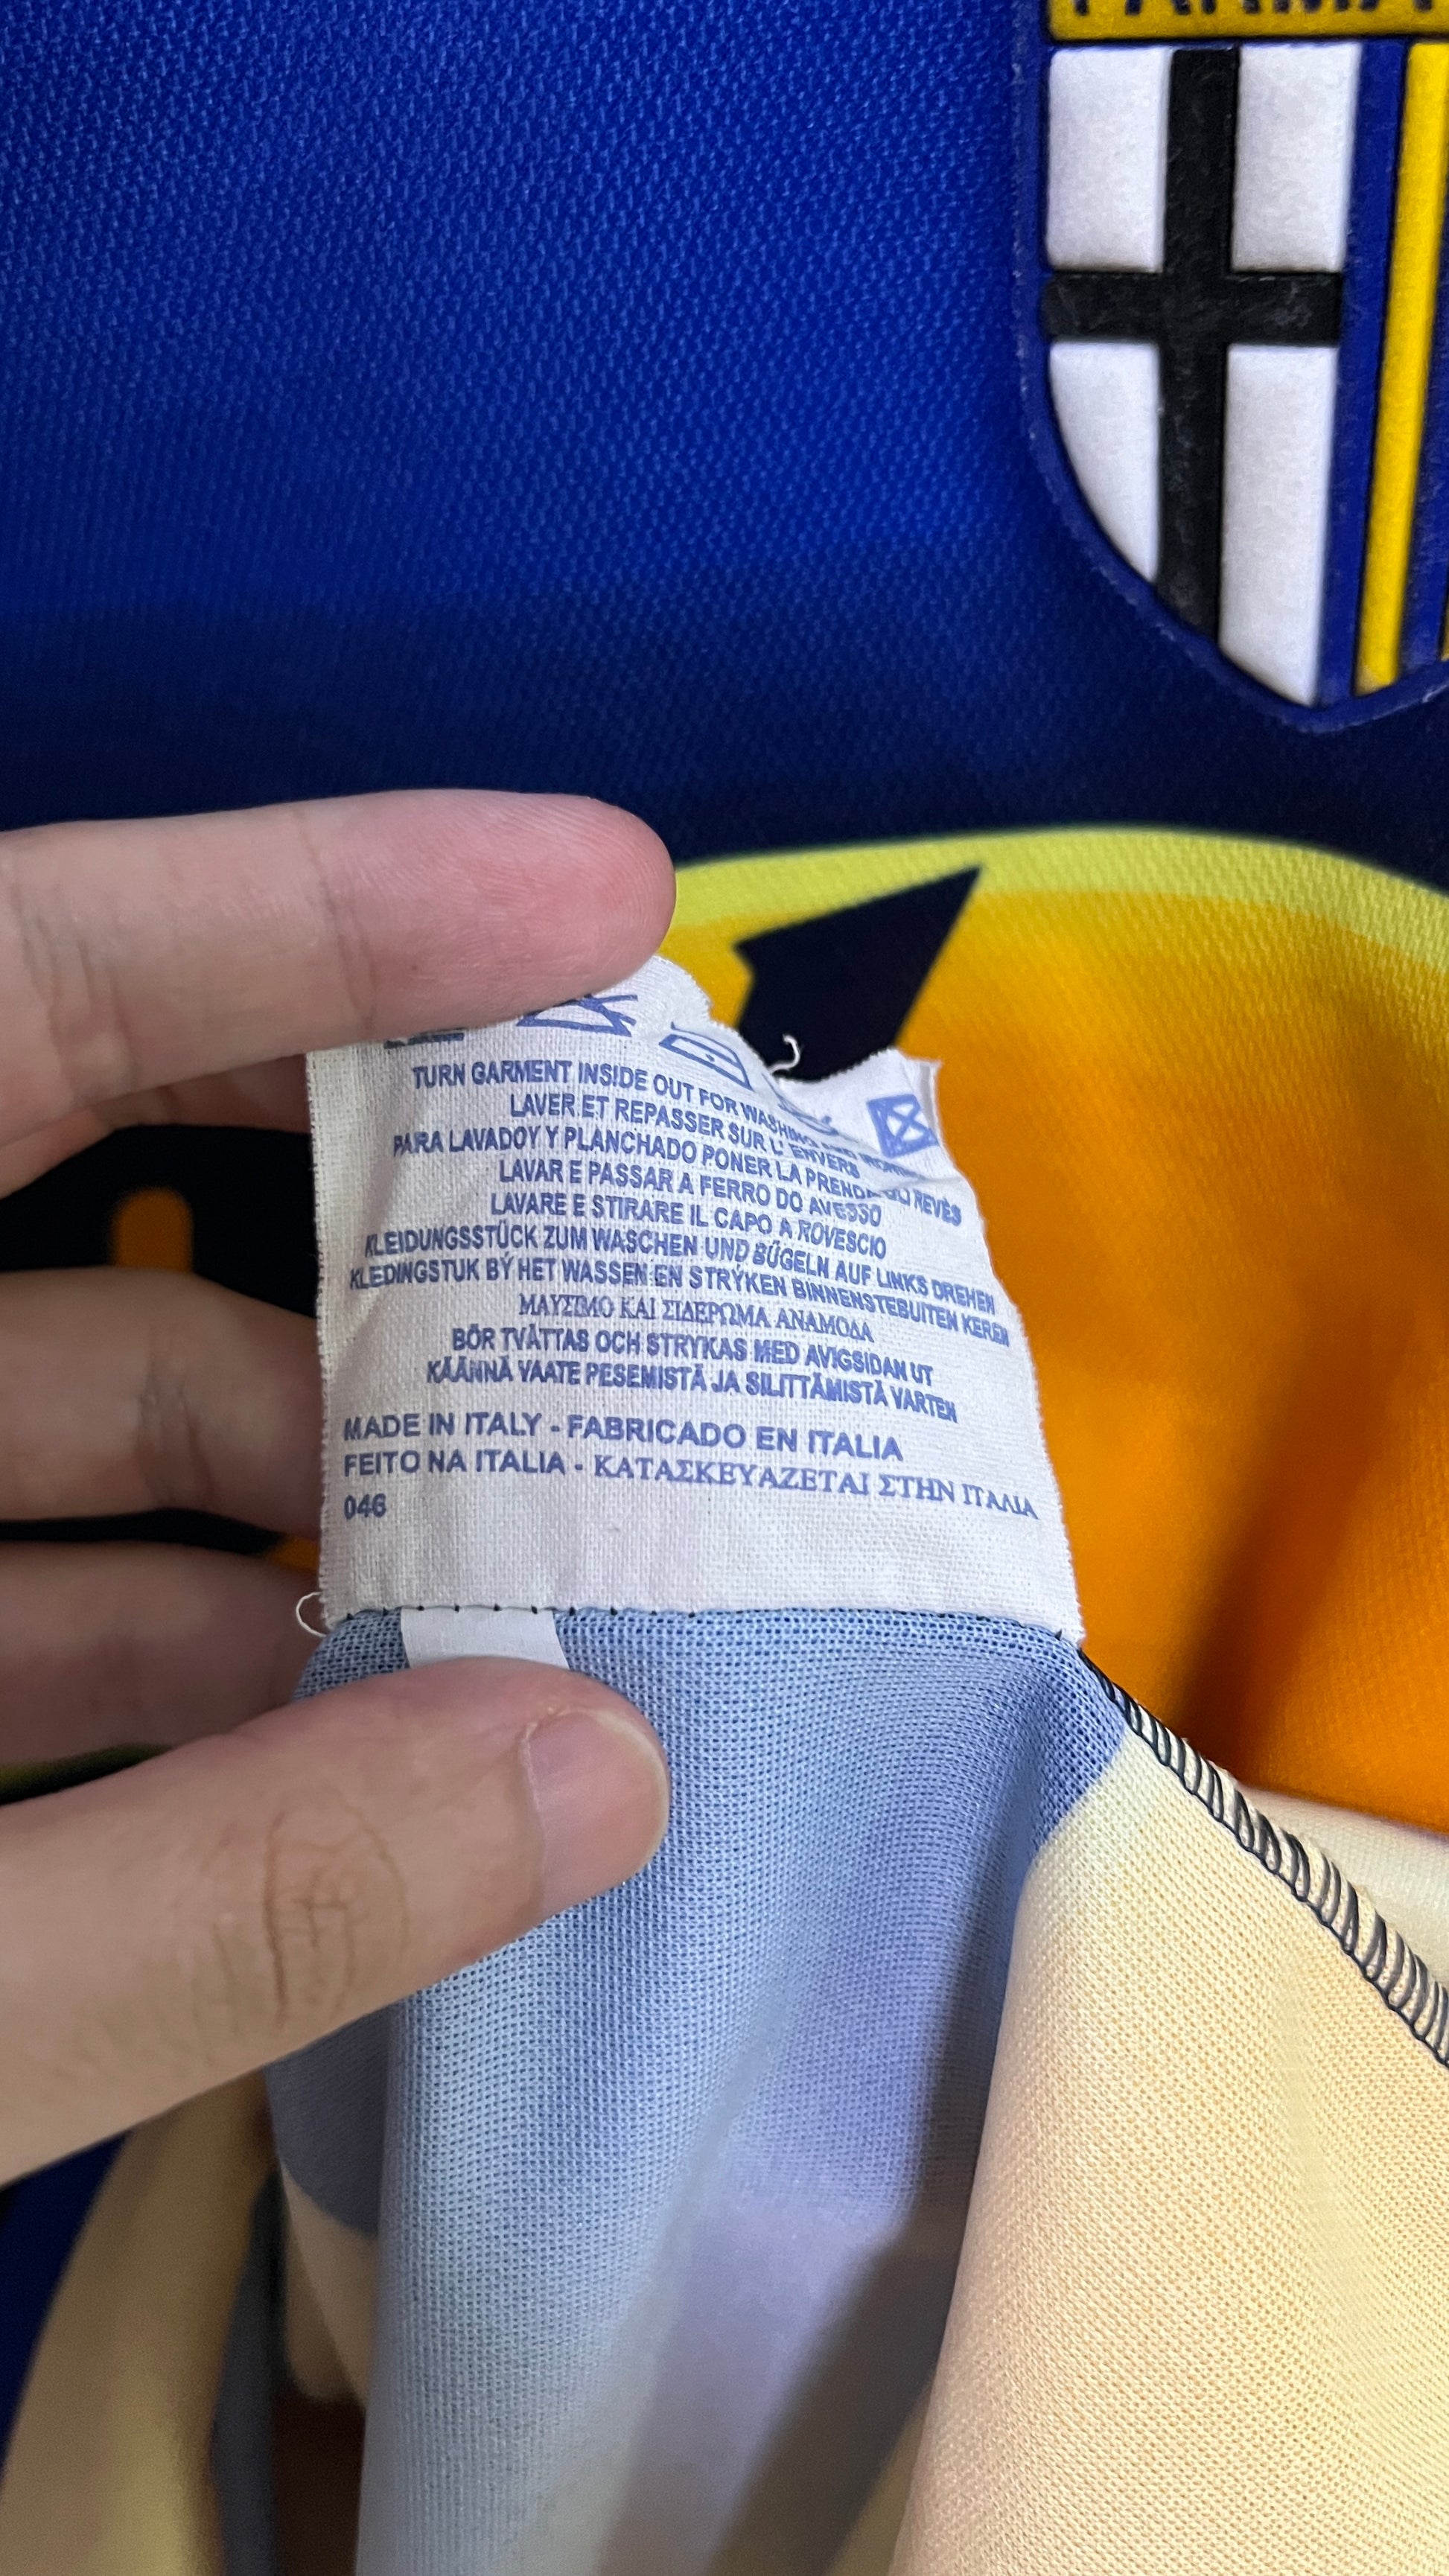 PARMA
TURN GARMENT INSIDE OUT FOR WASHING AND
LAVER ET REPASSER SUR L' ENVERS
PARA LAVADOY Y PLANCHADO PONER LA PRENDA REVÈS
LAVAR E PASSAR A FERRO DO AVESSO
LAVARE E STIRARE IL CAPO A ROVESCIO
KLEIDUNGSSTÜCK ZUM WASCHEN UND BÜGELN AUF LINKS DREHEN
KLEDINGSTUK BÝ HET WASSEN EN STRÝKEN BINNENSTEBUITEN KEREN
ΜΑΥΣΙΜΟ ΚΑΙ ΣΙΔΕΡΩΜΑ ΑΝΑΜΟΔΑ
BÖR TVÄTTAS OCH STRYKAS MED AVIGSIDAN UT
KÄÄNNÄ VAATE PESEMISTÄ JA SILITTÄMISTÄ VARTEN
MADE IN ITALY - FABRICADO EN ITALIA
FEITO NA ITALIA - ΚΑΤΑΣΚΕΥΑΖΕΤΑΙ ΣΤΗΝ ΙΤΑΛΙΑ
046